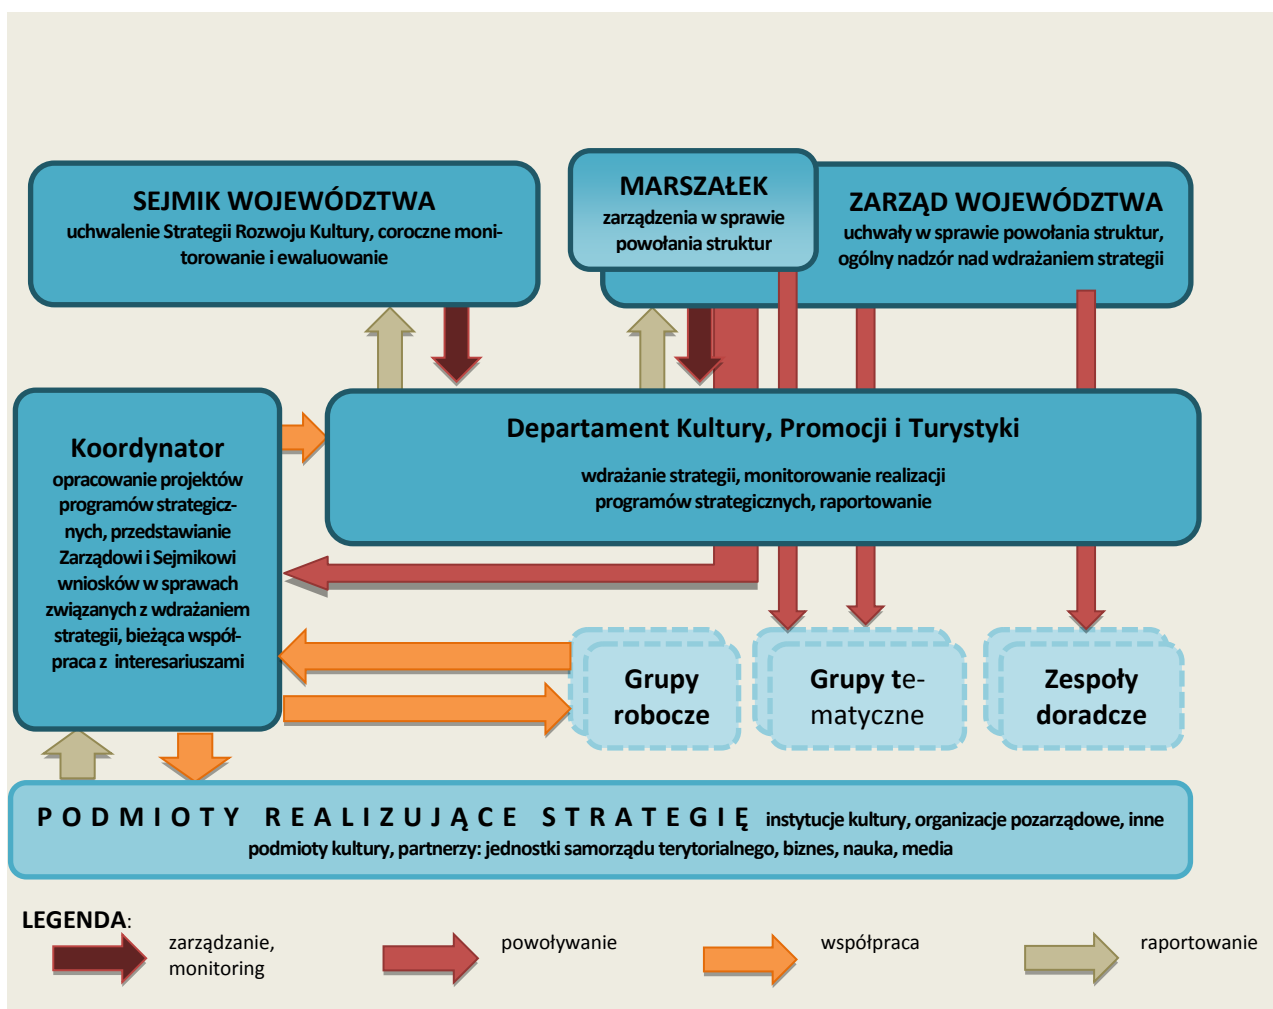 SEJMIK WOJEWÓDZTWA
uchwalenie Strategii Rozwoju Kultury, coroczne moni-
torowanie i ewaluowanie
MARSZAŁEK
zarządzenia w sprawie
powołania struktur
ZARZĄD WOJEWÓDZTWA
uchwały w sprawie powołania struktur,
ogólny nadzór nad wdrażaniem strategii
Koordynator
opracowanie projektów
programów strategicz-
nych, przedstawianie
Zarządowi i Sejmikowi
wniosków w sprawach
związanych z wdrażaniem
strategii, bieżąca współ-
praca z interesariuszami
Departament Kultury, Promocji i Turystyki
wdrażanie strategii, monitorowanie realizacji
programów strategicznych, raportowanie
Grupy
robocze
Grupy te-
matyczne
Zespoły
doradcze
PODMIOTY REALIZUJĄCE STRATEGIĘ instytucje kultury, organizacje pozarządowe, inne
podmioty kultury, partnerzy: jednostki samorządu terytorialnego, biznes, nauka, media
LEGENDA:
zarządzanie,
monitoring
powoływanie
współpraca
raportowanie